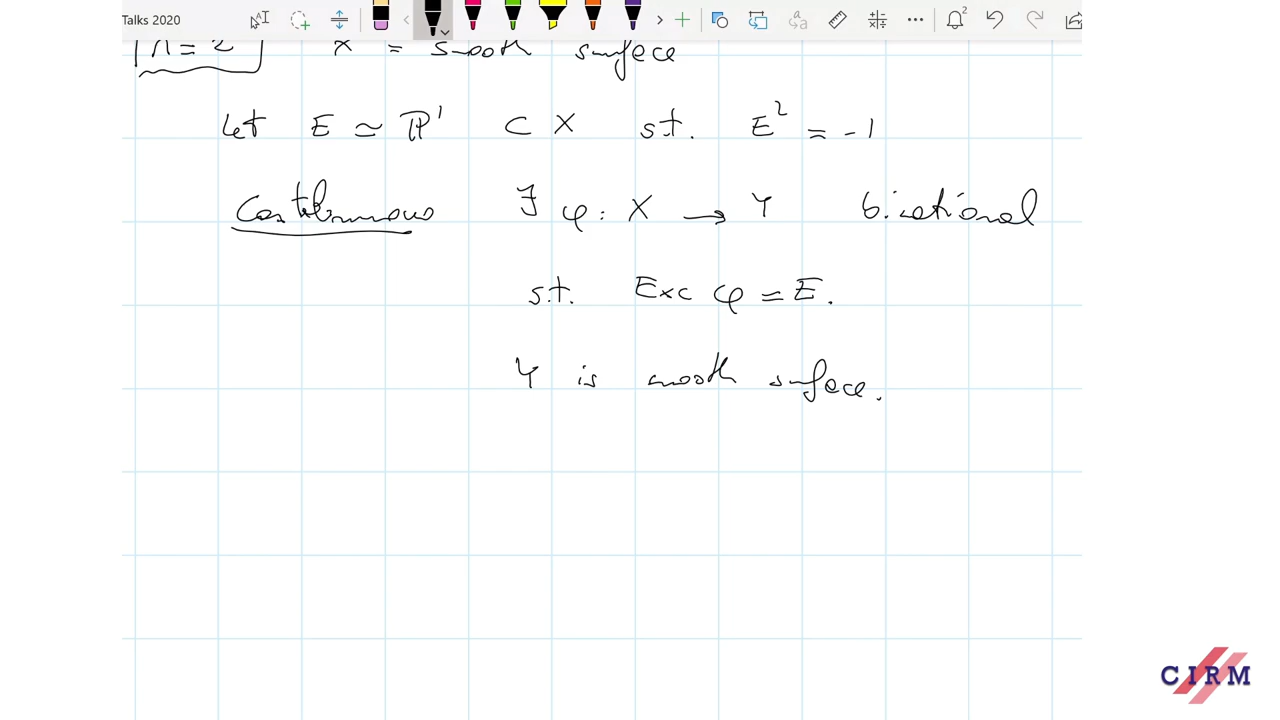 Talks 2020
n=2 X = smooth surface
Let E ≃ ℙ¹ ⊂ X s.t. E² = -1
Castelnuovo ∃ φ: X → Y birational
s.t. Exc φ = E.
Y is smooth surface.
CIRM